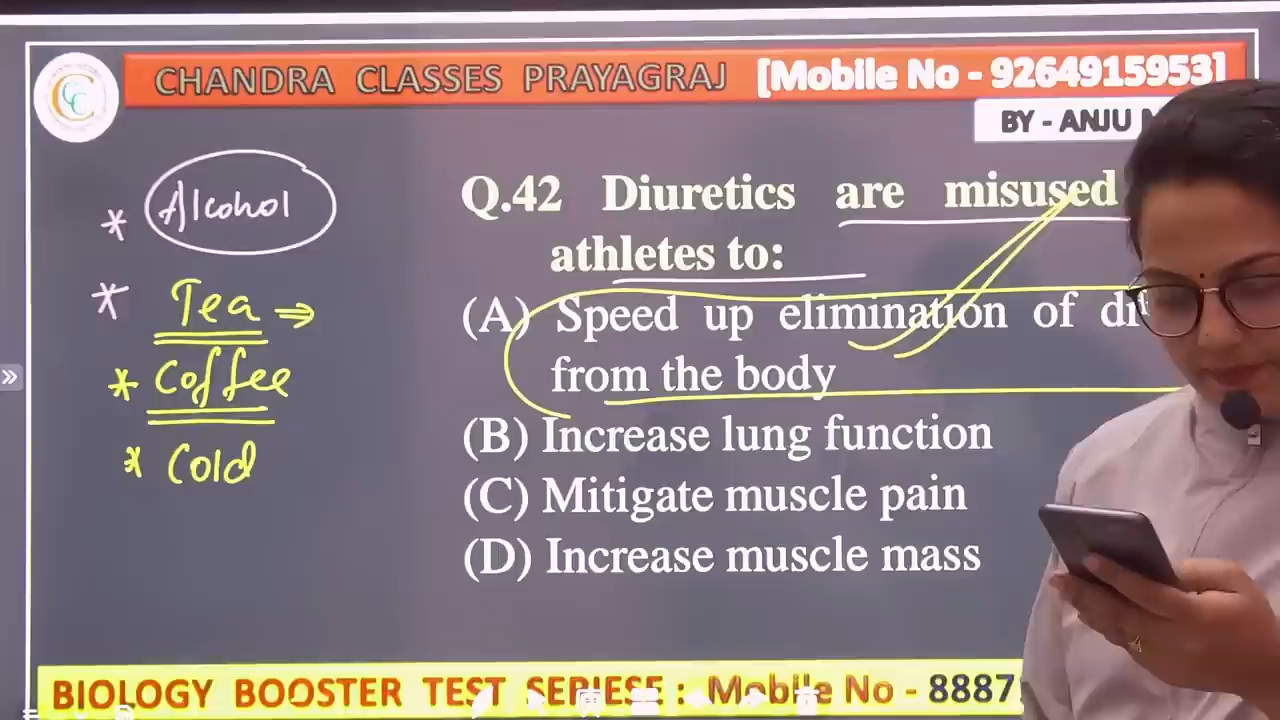 CHANDRA CLASSES PRAYAGRAJ [Mobile No - 9264915953]
BY - ANJU
* Alcohol
* Tea ⇒
* Coffee
* Cold
Q.42 Diuretics are misused
athletes to:
(A) Speed up elimination of
from the body
(B) Increase lung function
(C) Mitigate muscle pain
(D) Increase muscle mass
BIOLOGY BOOSTER TEST SERIESE : Mobile No - 8887